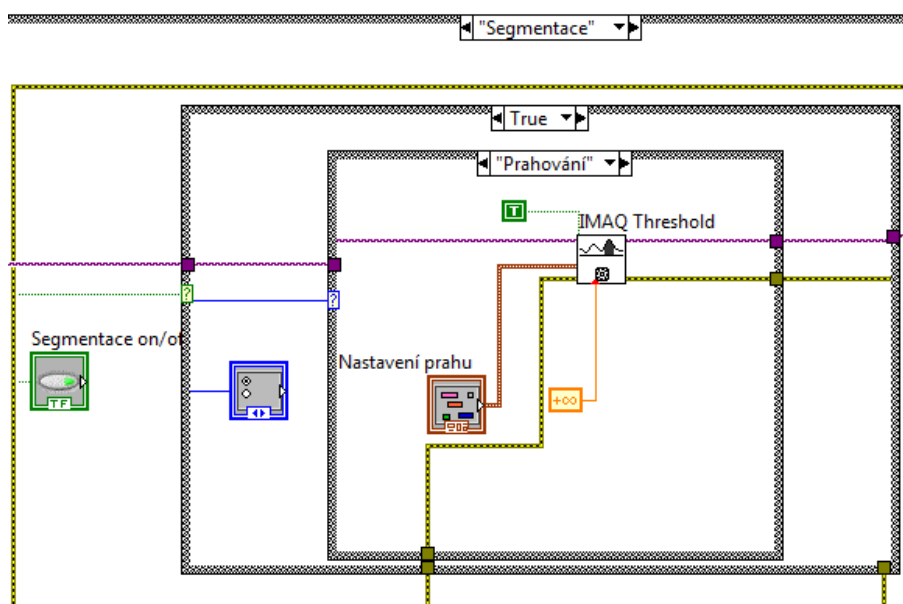 "Segmentace"
True
"Prahování"
T
IMAQ Threshold
?
?
Segmentace on/of
TF
Nastavení prahu
+∞